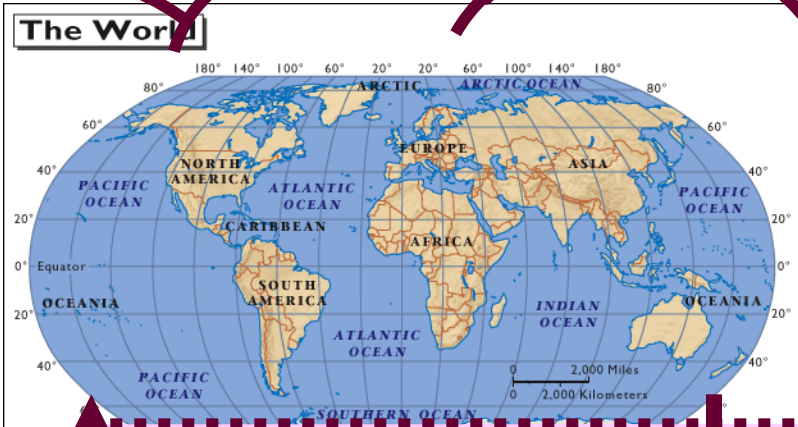 The World
180° 140° 100° 60° 20° 20° 60° 100° 140° 180°
ARCTIC
ARCTIC OCEAN
80° 80°
60° 60°
EUROPE
NORTH
AMERICA
ASIA
40° 40°
PACIFIC
OCEAN
ATLANTIC
OCEAN
PACIFIC
OCEAN
20° 20°
CARIBBEAN
AFRICA
0° Equator 0°
SOUTH
AMERICA
OCEANIA
OCEANIA
INDIAN
OCEAN
20° 20°
ATLANTIC
OCEAN
40° 40°
0 2,000 Miles
0 2,000 Kilometers
PACIFIC
OCEAN
SOUTHERN OCEAN